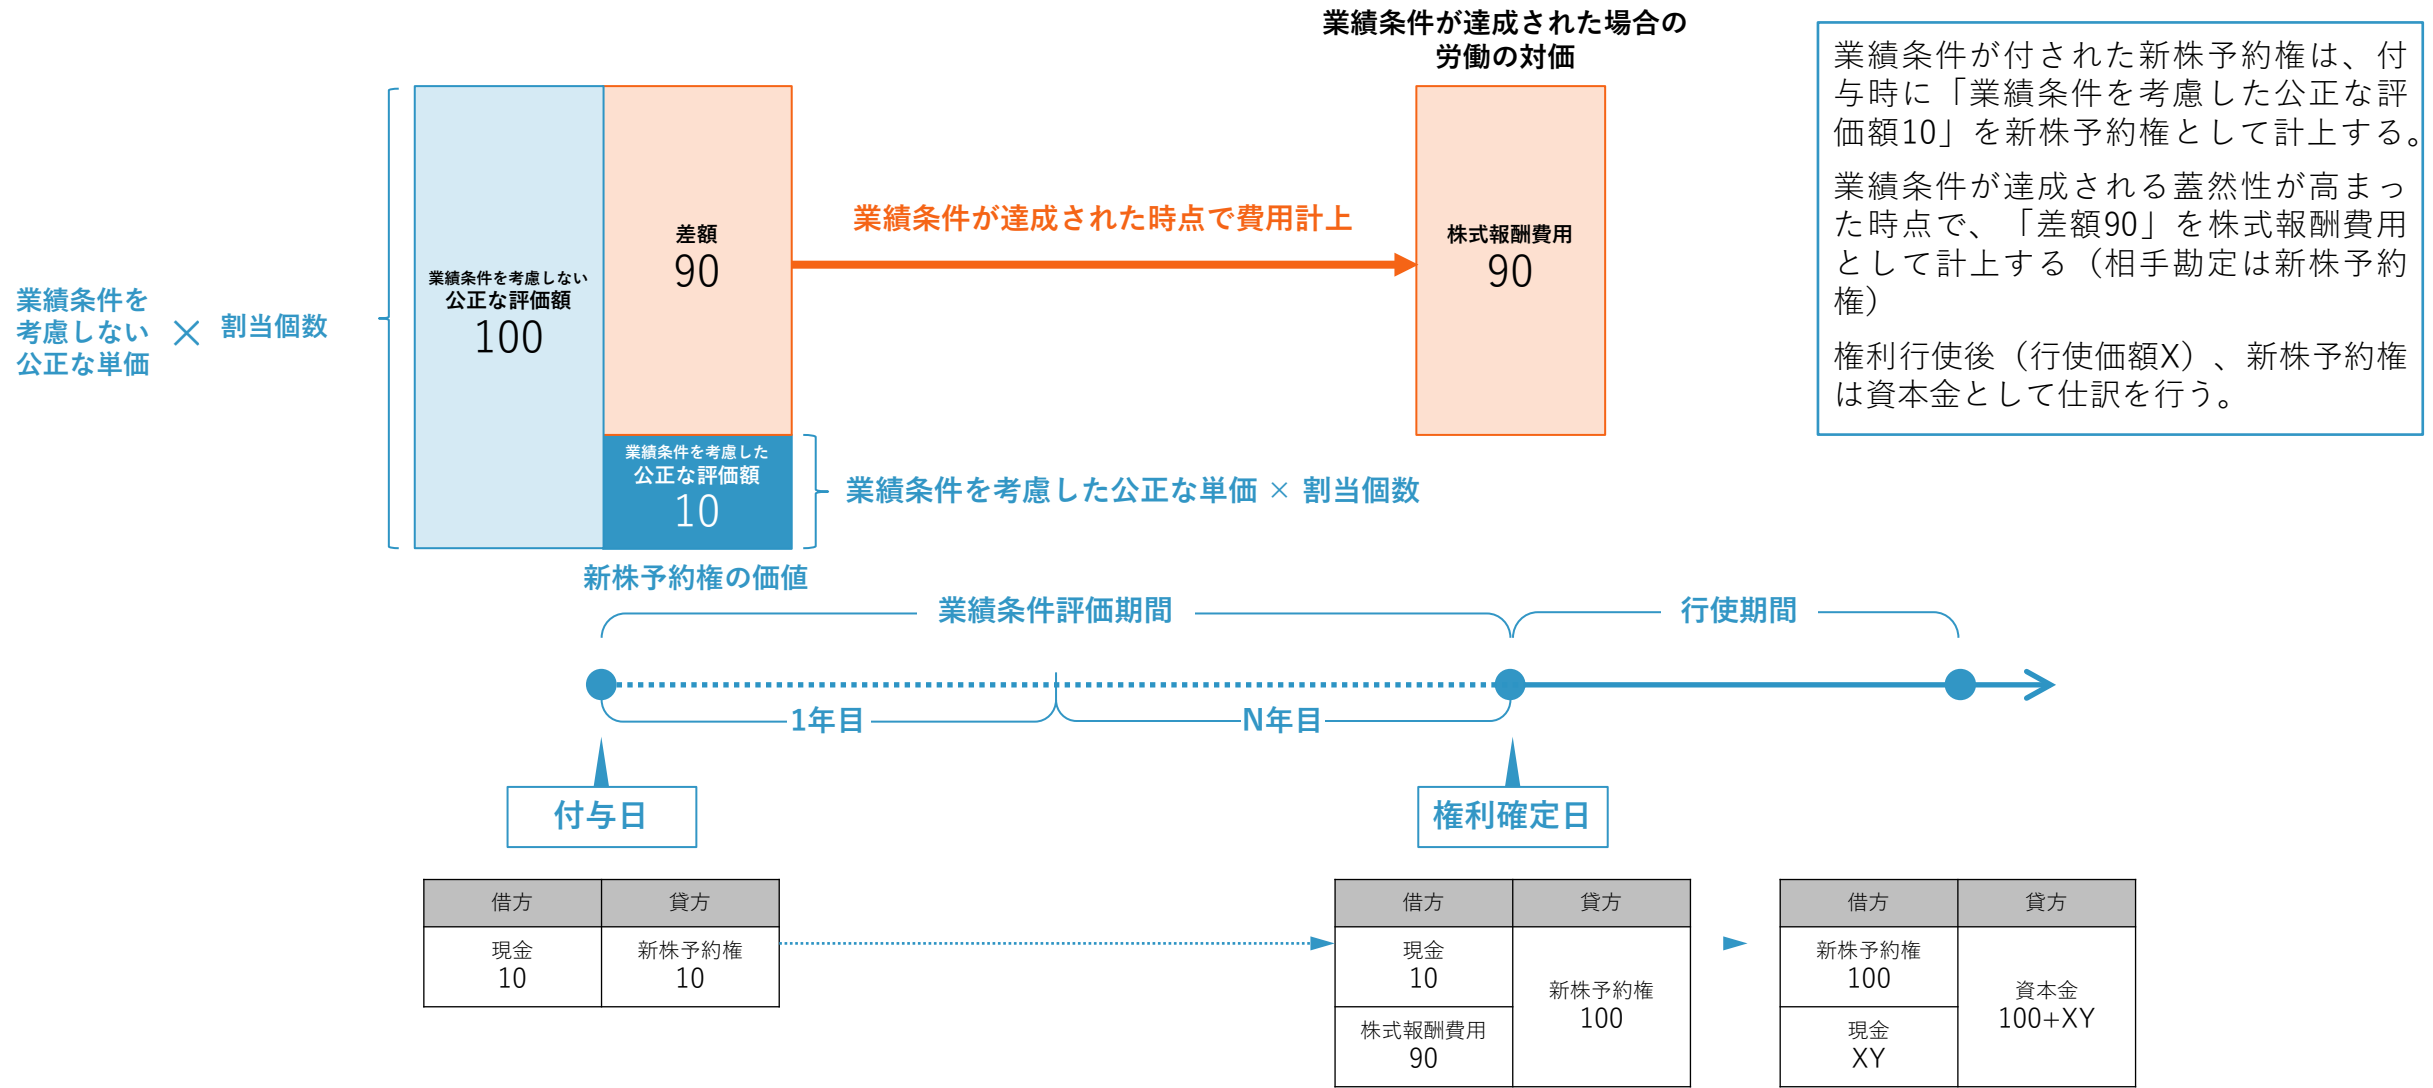 業績条件が達成された場合の
労働の対価
業績条件が付された新株予約権は、付
与時に「業績条件を考慮した公正な評
価額10」を新株予約権として計上する。
業績条件が達成される蓋然性が高まっ
た時点で、「差額90」を株式報酬費用
として計上する（相手勘定は新株予約
権）
権利行使後（行使価額X）、新株予約権
は資本金として仕訳を行う。
業績条件を
考慮しない
公正な単価
×
割当個数
業績条件を考慮しない
公正な評価額
100
差額
90
業績条件が達成された時点で費用計上
株式報酬費用
90
業績条件を考慮した
公正な評価額
10
業績条件を考慮した公正な単価 × 割当個数
新株予約権の価値
業績条件評価期間
行使期間
1年目
N年目
付与日
権利確定日
借方
貸方
現金
10
新株予約権
10
借方
貸方
現金
10
株式報酬費用
90
新株予約権
100
借方
貸方
新株予約権
100
現金
XY
資本金
100+XY